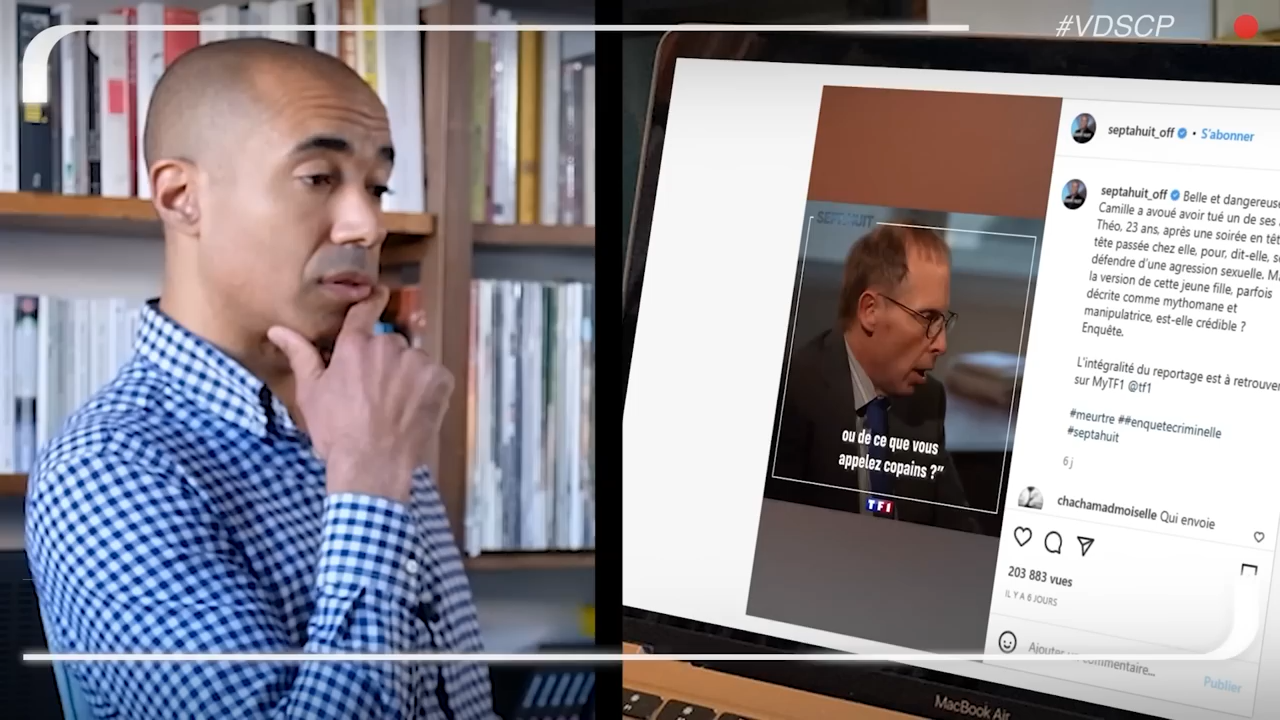 #VDSCP
septahuit_off • S'abonner
septahuit_off Belle et dangereuse
Camille a avoué avoir tué un de ses
Théo, 23 ans, après une soirée en têt
tête passée chez elle, pour, dit-elle, s
défendre d'une agression sexuelle. M
la version de cette jeune fille, parfois
décrite comme mythomane et
manipulatrice, est-elle crédible ?
Enquête.
L'intégralité du reportage est à retrouver
sur MyTF1 @tf1
#meurtre ##enquetecriminelle
#septahuit
6 j
chachamadmoiselle Qui envoie
203 883 vues
IL Y A 6 JOURS
Ajouter un commentaire...
Publier
SEPTAHUIT
ou de ce que vous
appelez copains ?”
TF1
MacBook Air